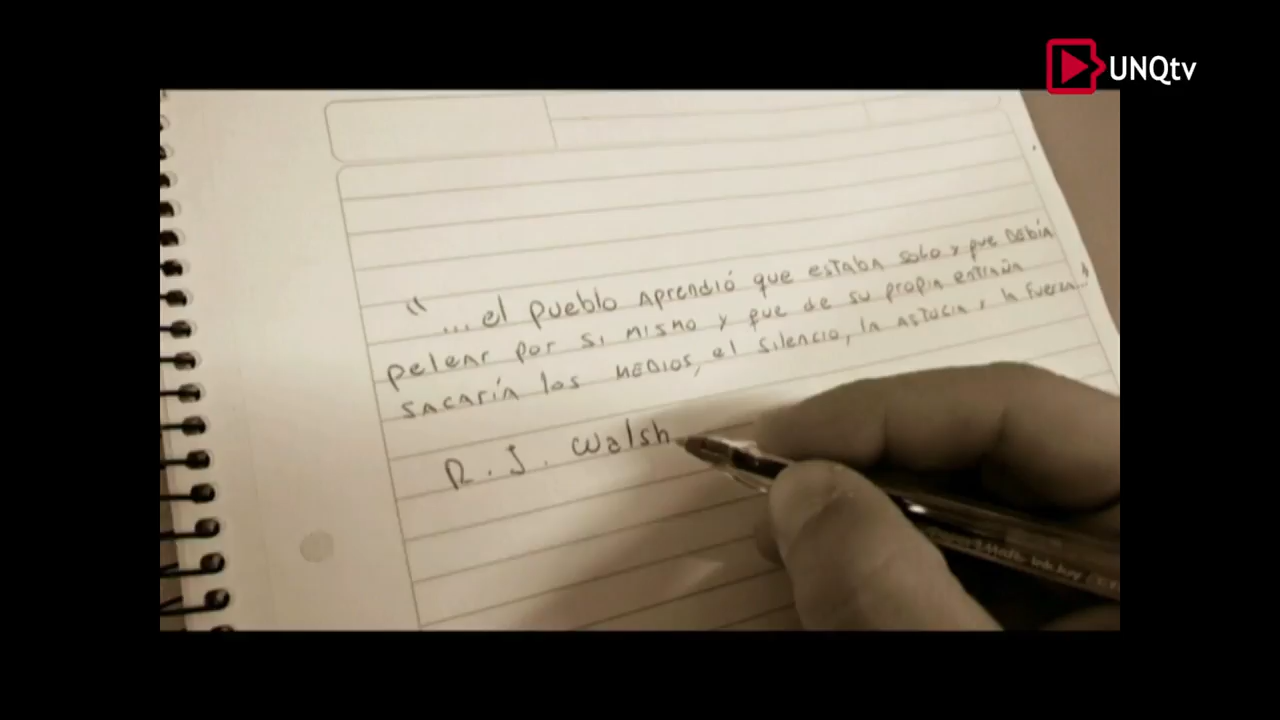 UNQtv
“ ...el pueblo aprendió que estaba solo y que debía
pelear por si mismo y que de su propia entraña
sacaría los medios, el silencio, la astucia y la fuerza...”
R.J. Walsh